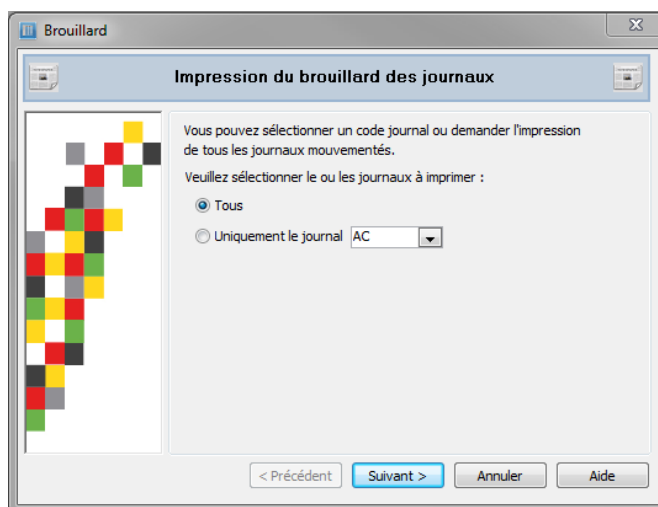 Brouillard
Impression du brouillard des journaux
Vous pouvez sélectionner un code journal ou demander l'impression
de tous les journaux mouvementés.
Veuillez sélectionner le ou les journaux à imprimer :
Tous
Uniquement le journal AC
< Précédent Suivant > Annuler Aide